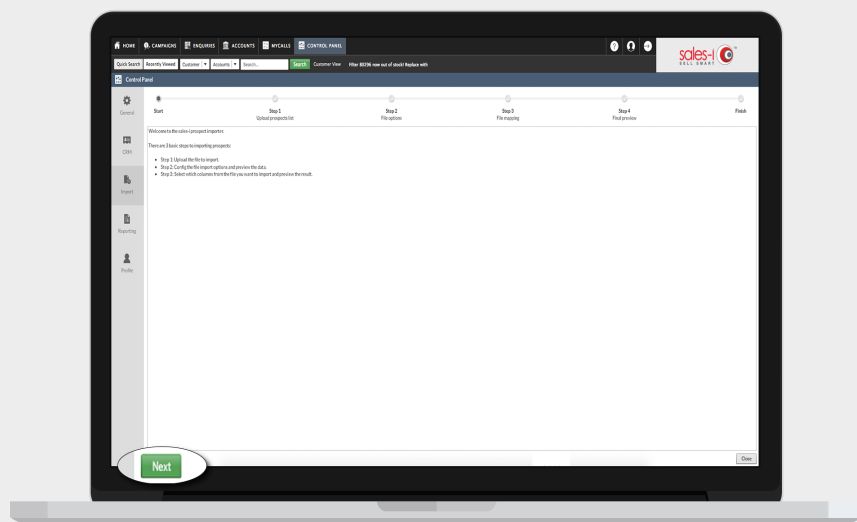 HOME CAMPAIGNS ENQUIRIES ACCOUNTS MYCALLS CONTROL PANEL
sales-i
SELL SMART
Quick Search Recently Viewed Customer Accounts Search... Search Customer View Filter 80296 now out of stock! Replace with
Control Panel
General
CRM
Import
Reporting
Profile
Start Step 1 Step 2 Step 3 Step 4 Finish
Upload prospects list File options File mapping Final preview
Welcome to the sales-i prospect importer.
There are 3 basic steps to importing prospects:
Step 1: Upload the file to import.
Step 2: Config the file import options and preview the data.
Step 3: Select which columns from the file you want to import and preview the result.
Next
Close